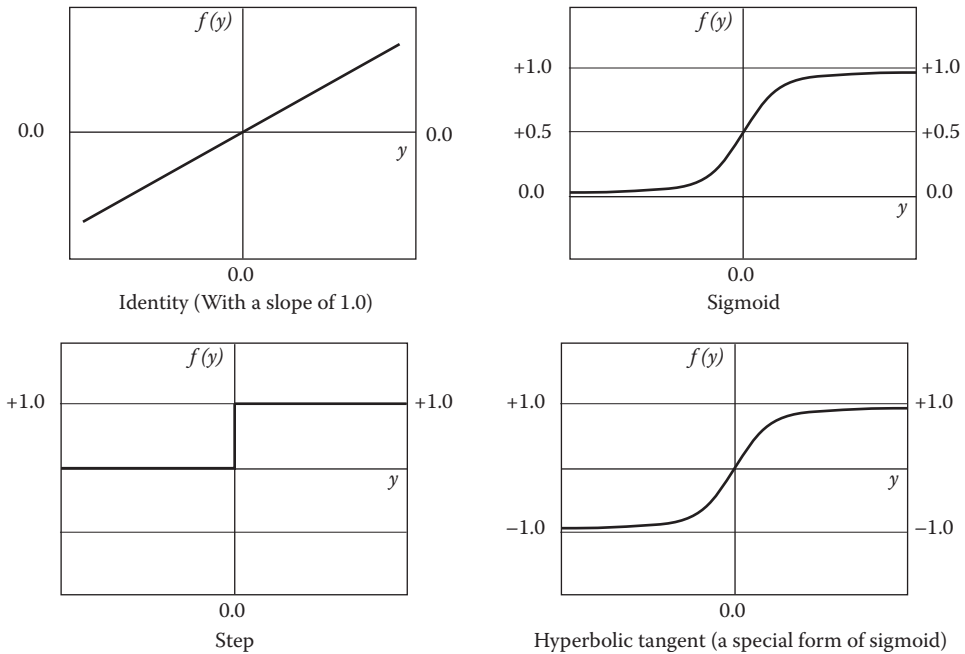 f(y)
0.0
0.0
y
0.0
Identity (With a slope of 1.0)
f(y)
+1.0
+1.0
+0.5
+0.5
0.0
0.0
y
0.0
Sigmoid
f(y)
+1.0
+1.0
y
0.0
Step
f(y)
+1.0
+1.0
y
−1.0
−1.0
0.0
Hyperbolic tangent (a special form of sigmoid)